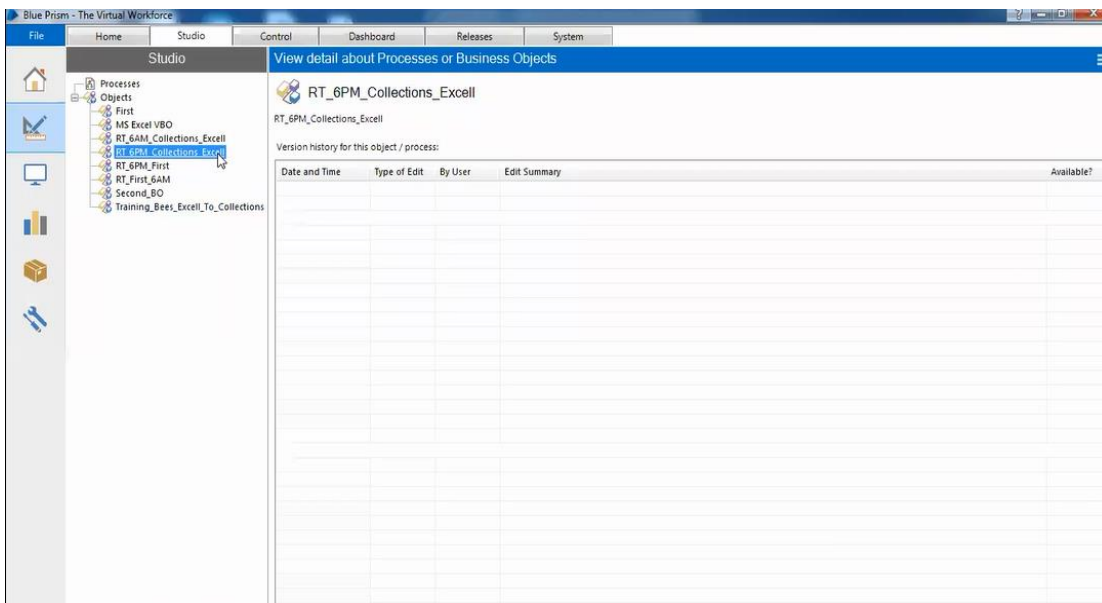 Blue Prism - The Virtual Workforce
File Home Studio Control Dashboard Releases System
Studio
View detail about Processes or Business Objects
Processes
Objects
First
MS Excel VBO
RT_6AM_Collections_Excell
RT_6PM_Collections_Excell
RT_6PM_First
RT_First_6AM
Second_BO
Training_Bees_Excell_To_Collections
RT_6PM_Collections_Excell
RT_6PM_Collections_Excell
Version history for this object / process:
Date and Time Type of Edit By User Edit Summary Available?